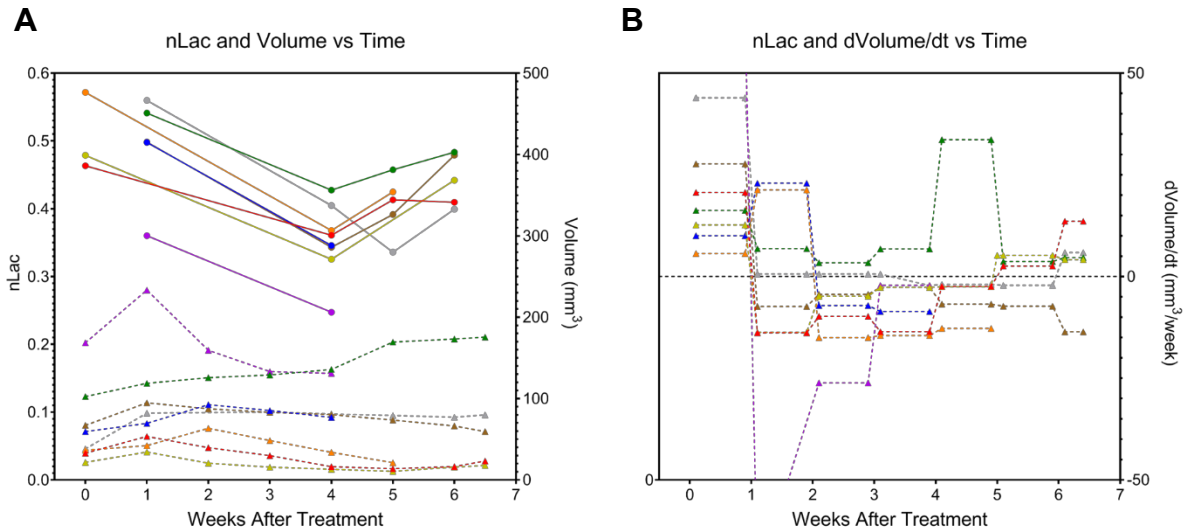 A
nLac and Volume vs Time
0.6
0.5
0.4
0.3
0.2
0.1
0.0
nLac
500
400
300
200
100
0
Volume (mm³)
0 1 2 3 4 5 6 7
Weeks After Treatment
B
nLac and dVolume/dt vs Time
0
50
0
-50
dVolume/dt (mm³/week)
0 1 2 3 4 5 6 7
Weeks After Treatment